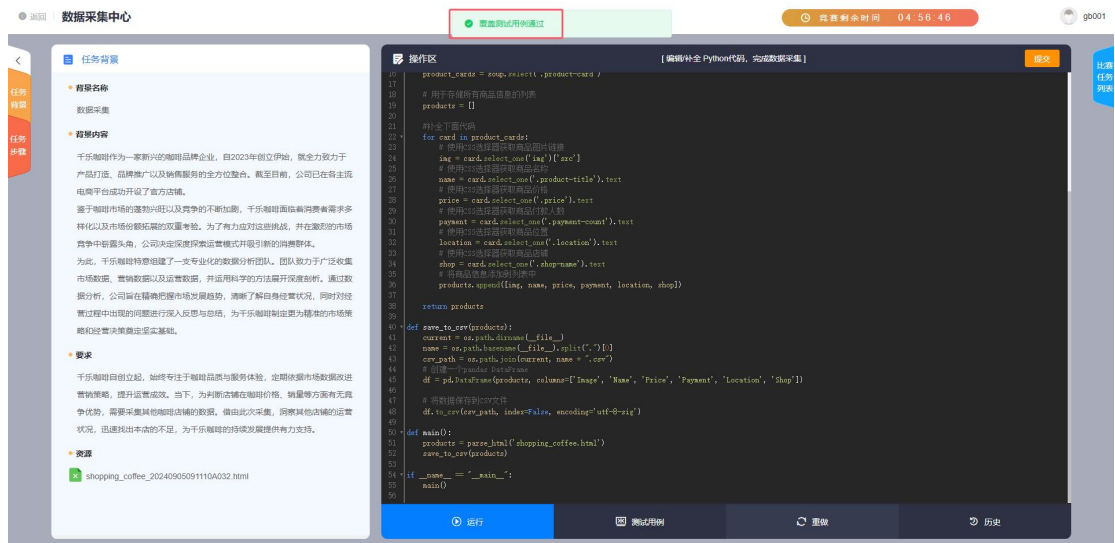 返回
数据采集中心
覆盖测试用例通过
竞赛剩余时间 04:56:46
gb001
任务背景
任务步骤
任务背景
背景名称
数据采集
背景内容
千乐咖啡作为一家新兴的咖啡品牌企业，自2023年创立伊始，就全力致力于
产品打造、品牌推广以及销售服务的全方位整合。截至目前，公司已在各主流
电商平台成功开设了官方店铺。
鉴于咖啡市场的蓬勃兴旺以及竞争的不断加剧，千乐咖啡面临着消费者需求多
样化以及市场份额拓展的双重考验。为了有力应对这些挑战，并在激烈的市场
竞争中崭露头角，公司决定深度探索运营模式并吸引新的消费群体。
为此，千乐咖啡特意组建了一支专业化的数据分析团队。团队致力于广泛收集
市场数据、营销数据以及运营数据，并运用科学的方法展开深度剖析。通过数
据分析，公司旨在精确把握市场发展趋势，清晰了解自身经营状况，同时对经
营过程中出现的问题进行深入反思与总结，为千乐咖啡制定更为精准的市场策
略和经营决策奠定坚实基础。
要求
千乐咖啡自创立起，始终专注于咖啡品质与服务体验，定期依据市场数据改进
营销策略，提升运营成效。当下，为判断店铺在咖啡价格、销量等方面有无竞
争优势，需要采集其他咖啡店铺的数据。借由此次采集，洞察其他店铺的运营
状况，迅速找出本店的不足，为千乐咖啡的持续发展提供有力支持。
资源
shopping_coffee_20240905091110A032.html
操作区
[ 编辑/补全 Python代码，完成数据采集 ]
提交
16 product_cards = soup.select('.product-card')
17
18 # 用于存储所有商品信息的列表
19 products = []
20
21 #补全下面代码
22 for card in product_cards:
23 # 使用CSS选择器获取商品图片链接
24 img = card.select_one('img')['src']
25 # 使用CSS选择器获取商品名称
26 name = card.select_one('.product-title').text
27 # 使用CSS选择器获取商品价格
28 price = card.select_one('.price').text
29 # 使用CSS选择器获取商品付款人数
30 payment = card.select_one('.payment-count').text
31 # 使用CSS选择器获取商品位置
32 location = card.select_one('.location').text
33 # 使用CSS选择器获取商品店铺
34 shop = card.select_one('.shop-name').text
35 # 将商品信息添加到列表中
36 products.append([img, name, price, payment, location, shop])
37
38 return products
39
40 def save_to_csv(products):
41 current = os.path.dirname(__file__)
42 name = os.path.basename(__file__).split(".")[0]
43 csv_path = os.path.join(current, name + ".csv")
44 # 创建一个pandas DataFrame
45 df = pd.DataFrame(products, columns=['Image', 'Name', 'Price', 'Payment', 'Location', 'Shop'])
46
47 # 将数据保存到CSV文件
48 df.to_csv(csv_path, index=False, encoding='utf-8-sig')
49
50 def main():
51 products = parse_html('shopping_coffee.html')
52 save_to_csv(products)
53
54 if __name__ == "__main__":
55 main()
56
运行
测试用例
重做
历史
比赛
任务
列表